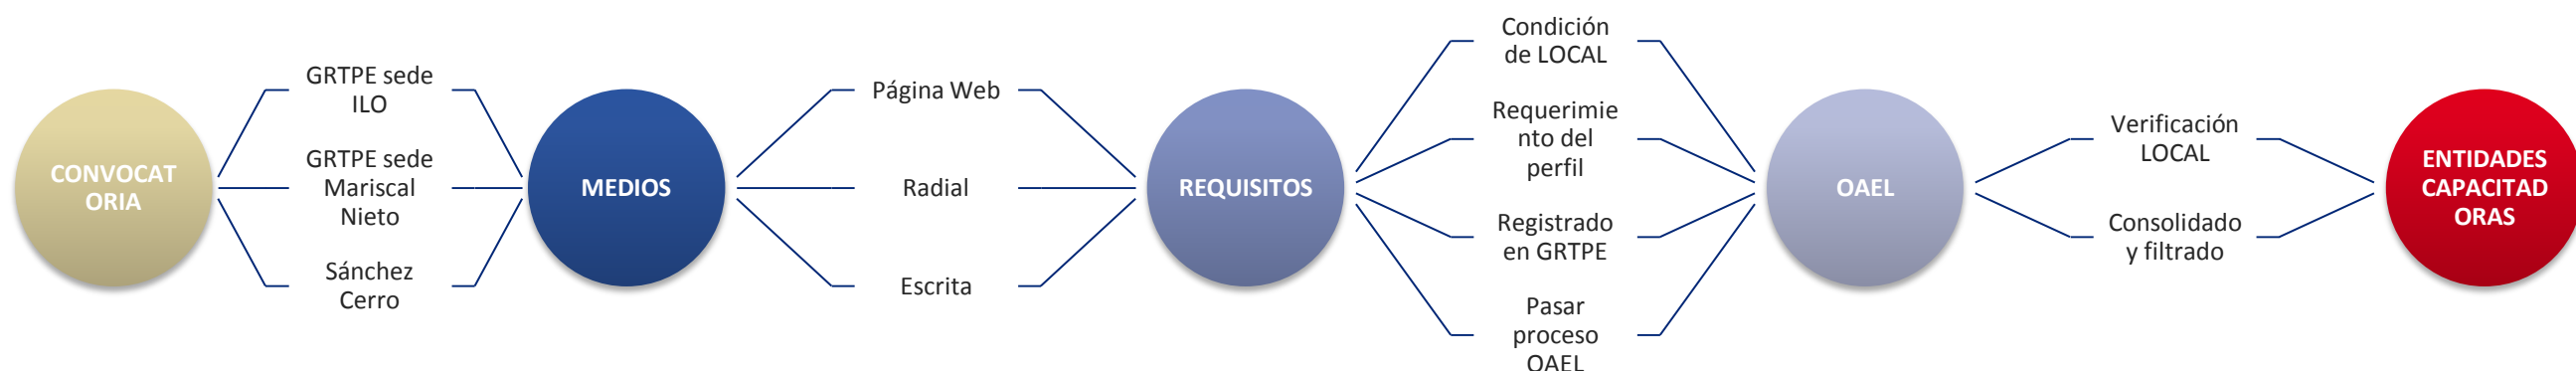 CONVOCAT
ORIA
GRTPE sede
ILO
GRTPE sede
Mariscal
Nieto
Sánchez
Cerro
MEDIOS
Página Web
Radial
Escrita
REQUISITOS
Condición
de LOCAL
Requerimie
nto del
perfil
Registrado
en GRTPE
Pasar
proceso
OAEL
OAEL
Verificación
LOCAL
Consolidado
y filtrado
ENTIDADES
CAPACITAD
ORAS